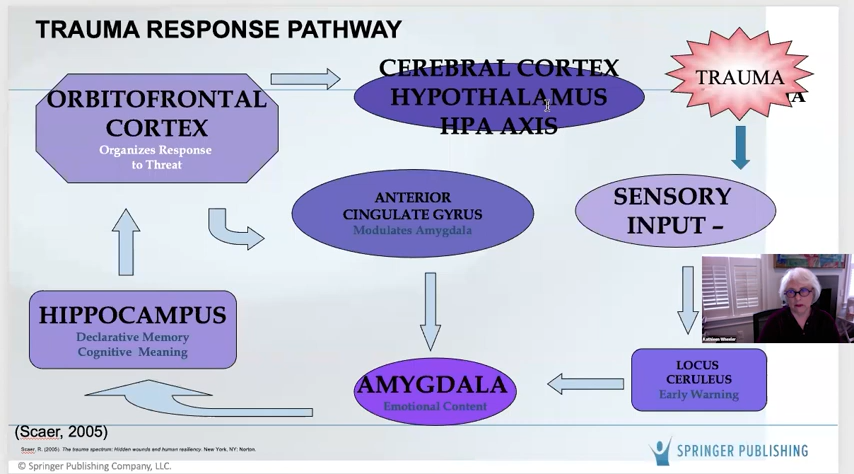 TRAUMA RESPONSE PATHWAY
ORBITOFRONTAL
CORTEX
Organizes Response
to Threat
CEREBRAL CORTEX
HYPOTHALAMUS
HPA AXIS
TRAUMA
A
ANTERIOR
CINGULATE GYRUS
Modulates Amygdala
SENSORY
INPUT –
HIPPOCAMPUS
Declarative Memory
Cognitive Meaning
AMYGDALA
Emotional Content
LOCUS
CERULEUS
Early Warning
Kathleen Wheeler
(Scaer, 2005)
Scaer, R. (2005). The trauma spectrum: Hidden wounds and human resiliency. New York, NY: Norton.
SPRINGER PUBLISHING
© Springer Publishing Company, LLC.